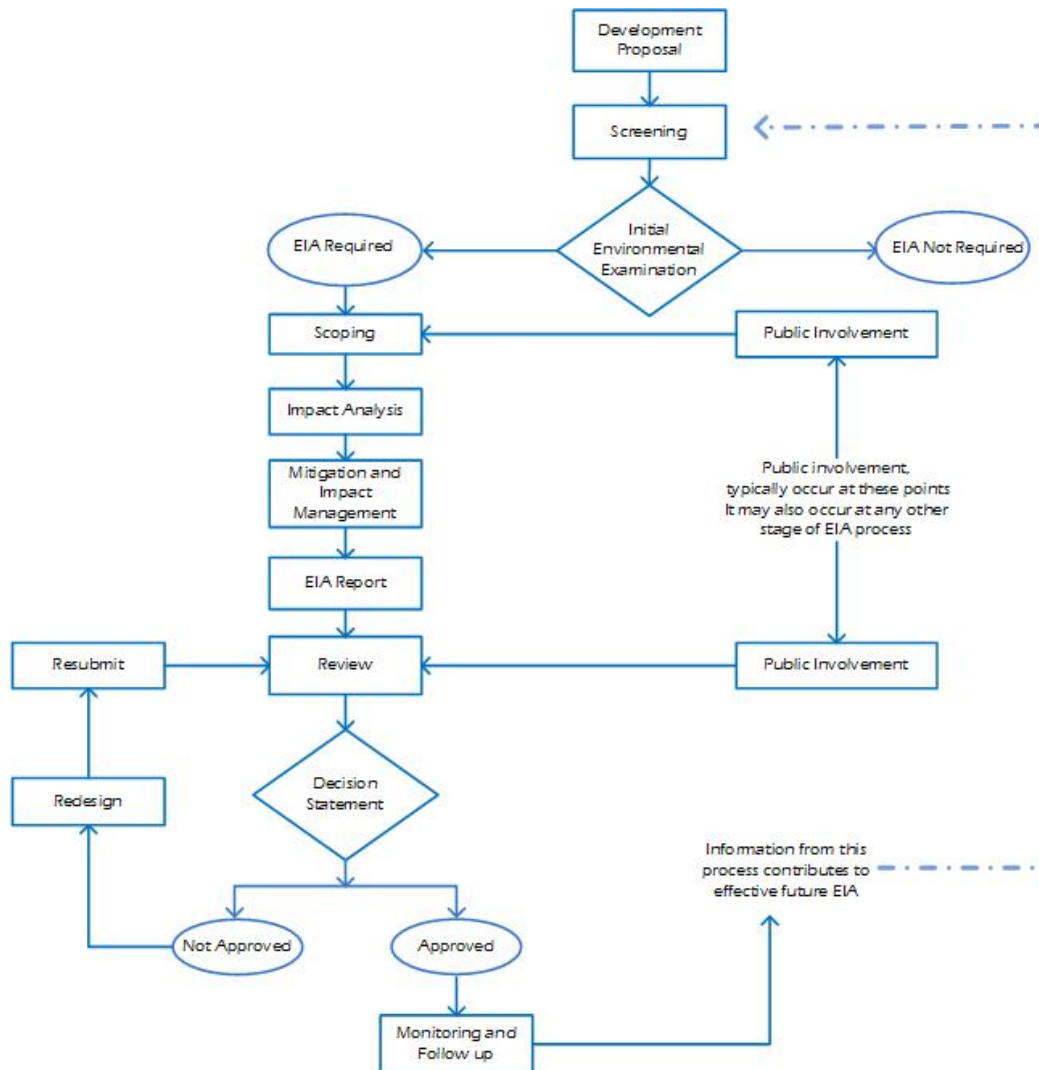 Development
Proposal
Screening
Initial
Environmental
Examination
EIA Required
EIA Not Required
Scoping
Public Involvement
Impact Analysis
Mitigation and
Impact
Management
Public involvement,
typically occur at these points
It may also occur at any other
stage of EIA process
EIA Report
Resubmit
Review
Public Involvement
Redesign
Decision
Statement
Information from this
process contributes to
effective future EIA
Not Approved
Approved
Monitoring and
Follow up